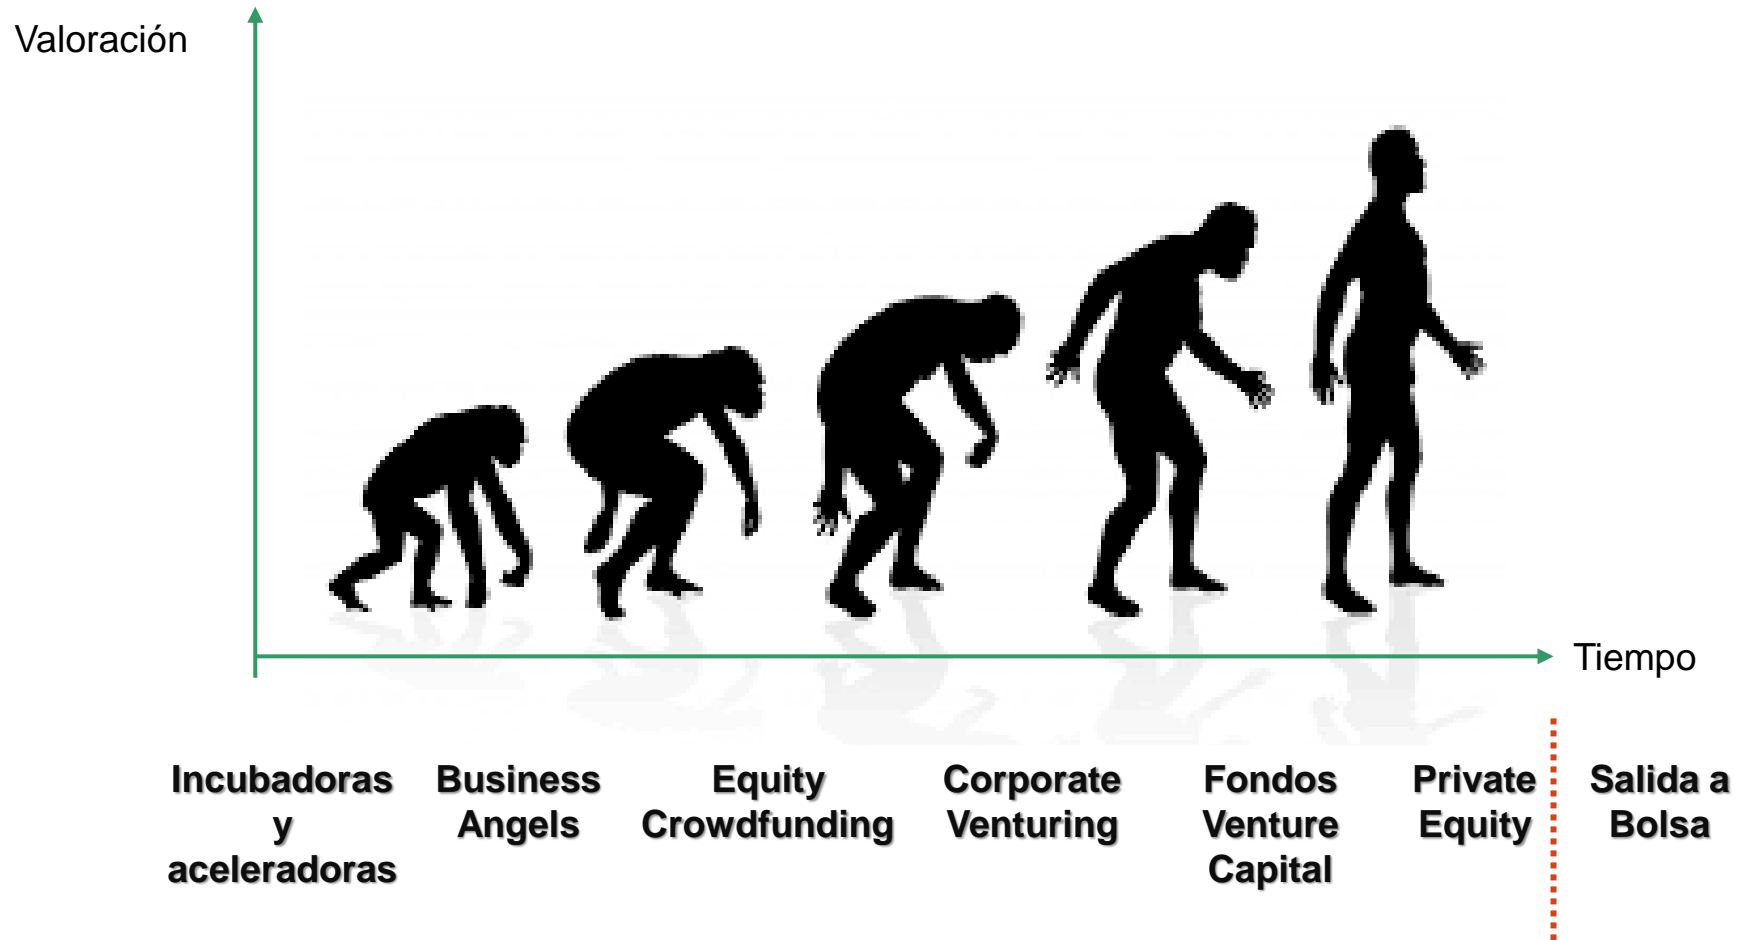 Valoración
Tiempo
Incubadoras
y
aceleradoras
Business
Angels
Equity
Crowdfunding
Corporate
Venturing
Fondos
Venture
Capital
Private
Equity
Salida a
Bolsa